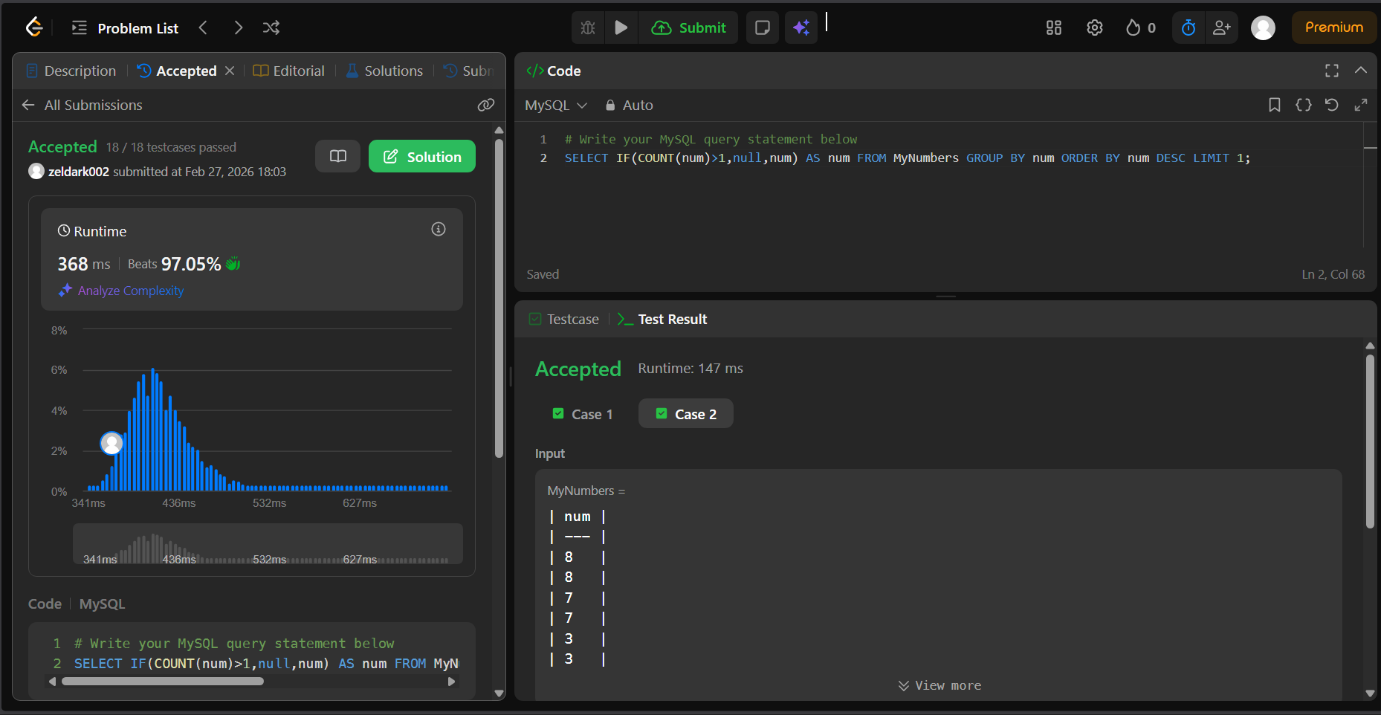 Problem List
Submit
0
Premium
Description
Accepted
Editorial
Solutions
Subn
All Submissions
Accepted 18 / 18 testcases passed
Solution
zeldark002 submitted at Feb 27, 2026 18:03
Runtime
368 ms Beats 97.05%
Analyze Complexity
8%
6%
4%
2%
0%
341ms 436ms 532ms 627ms
341ms 436ms 532ms 627ms
Code MySQL
1 # Write your MySQL query statement below
2 SELECT IF(COUNT(num)>1,null,num) AS num FROM MyN
</> Code
MySQL Auto
1 # Write your MySQL query statement below
2 SELECT IF(COUNT(num)>1,null,num) AS num FROM MyNumbers GROUP BY num ORDER BY num DESC LIMIT 1;
Saved Ln 2, Col 68
Testcase
>_ Test Result
Accepted Runtime: 147 ms
Case 1 Case 2
Input
MyNumbers =
| num |
| --- |
| 8 |
| 8 |
| 7 |
| 7 |
| 3 |
| 3 |
View more